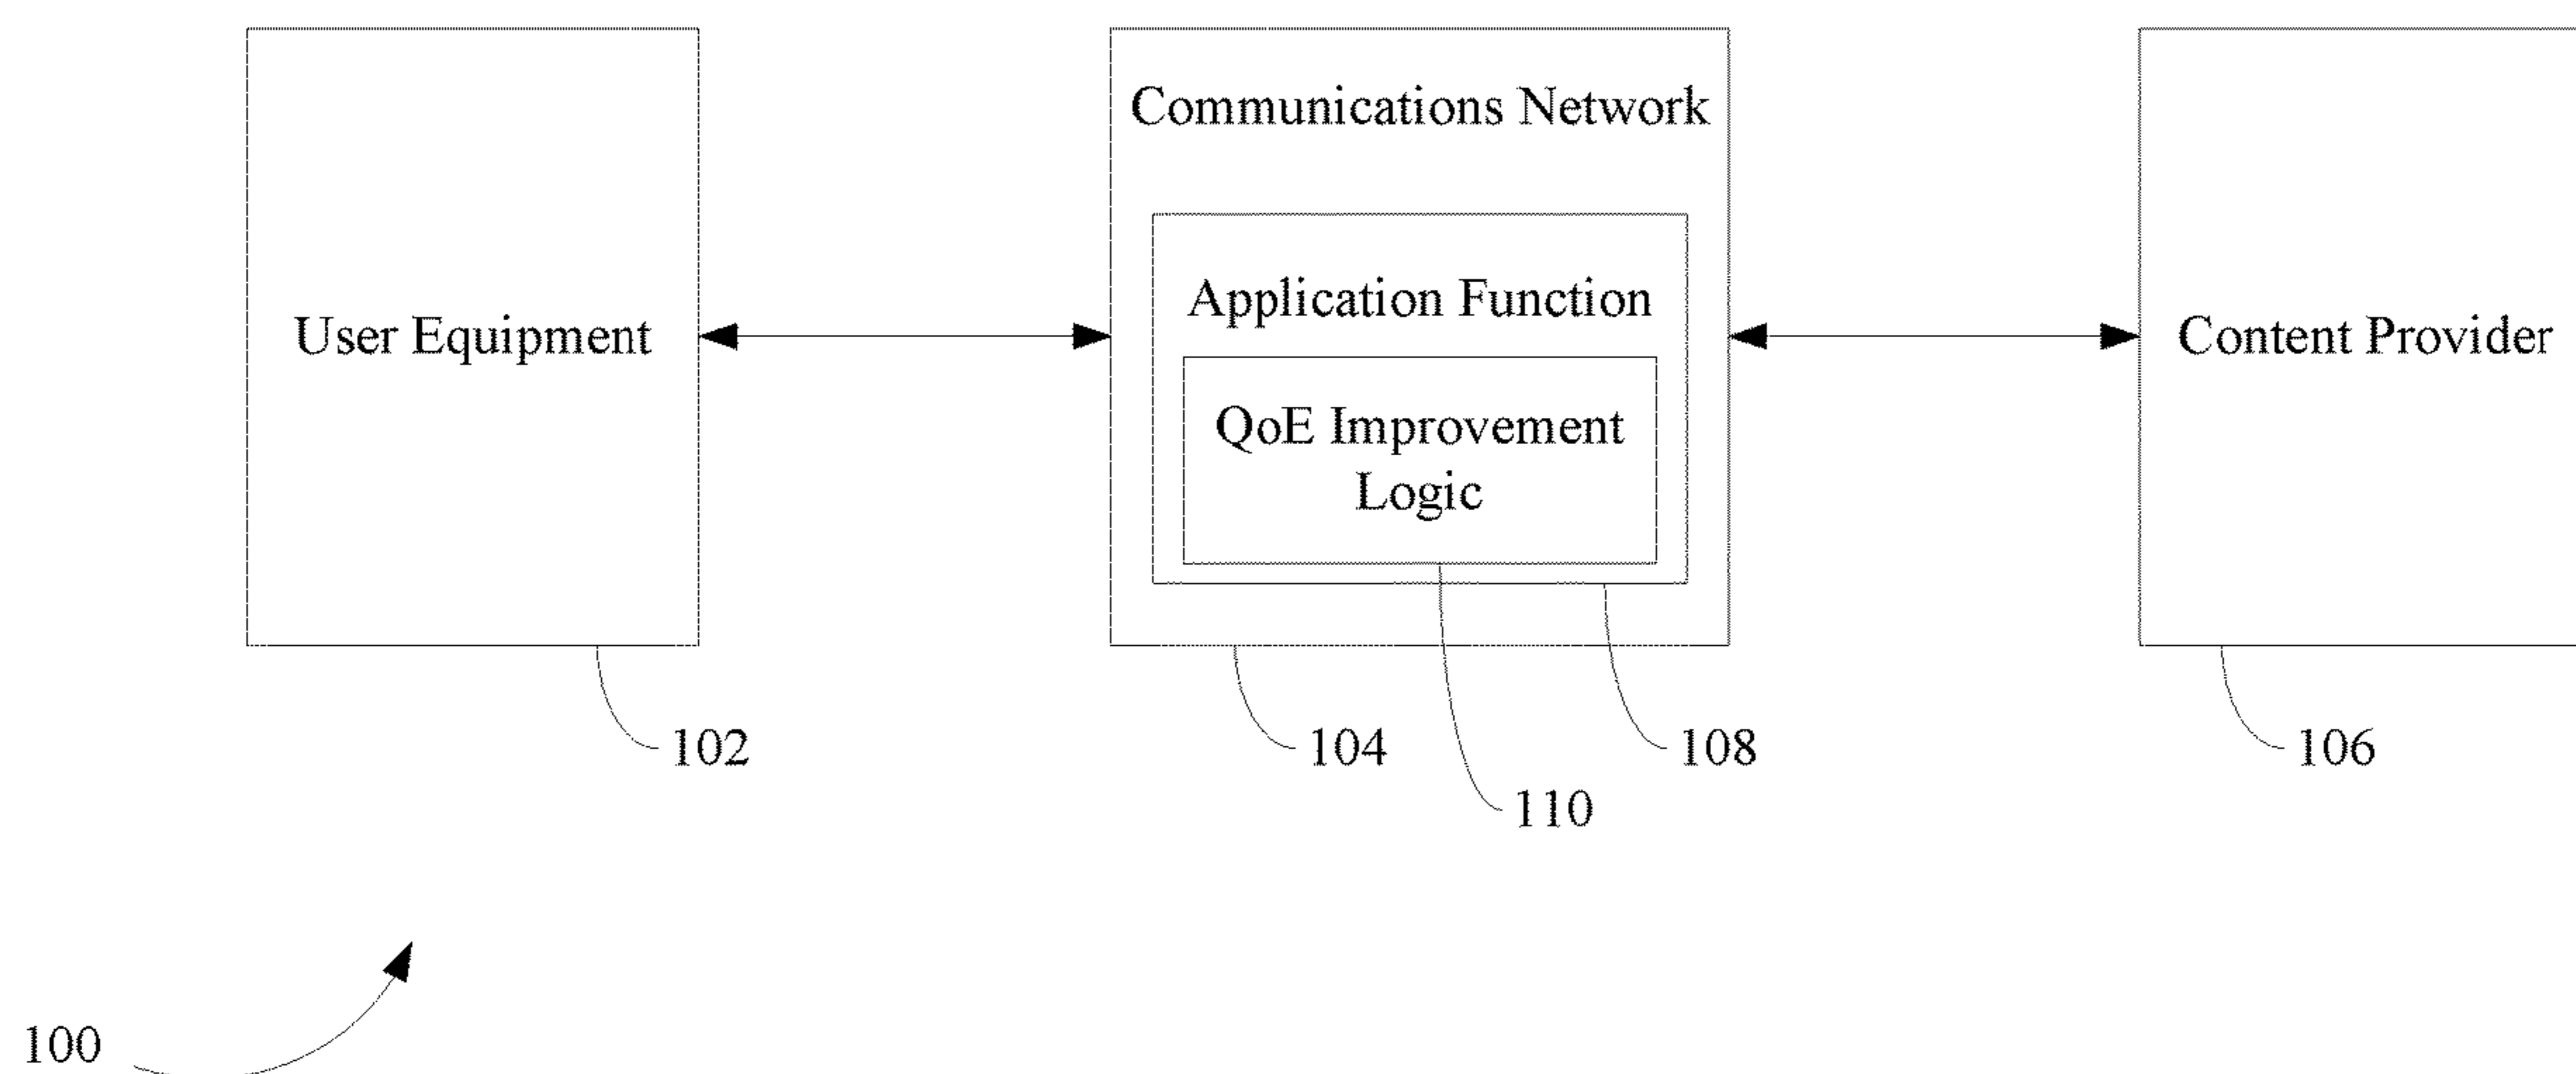 Communications Network
Application Function
User Equipment
Content Provider
QoE Improvement
Logic
102
104
108
106
110
100